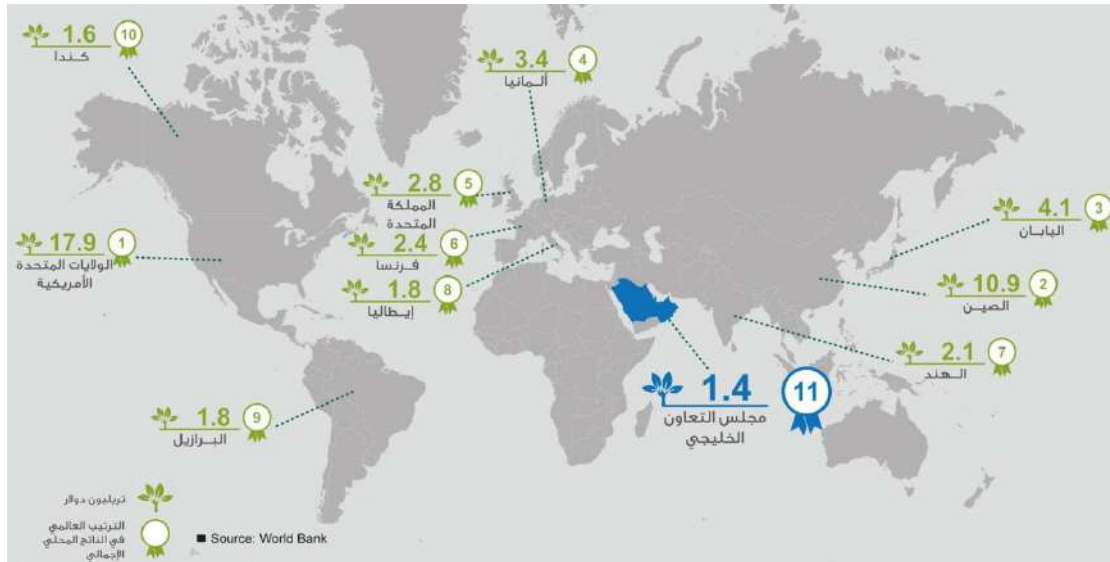 1.6 10
كندا
3.4 4
ألمانيا
2.8 5
المملكة
المتحدة
4.1 3
اليابان
17.9 1
الولايات المتحدة
الأمريكية
2.4 6
فرنسا
1.8 8
إيطاليا
10.9 2
الصين
2.1 7
الهند
1.4 11
مجلس التعاون
الخليجي
1.8 9
البرازيل
تريليون دولار
الترتيب العالمي
في الناتج المحلي
الإجمالي
Source: World Bank